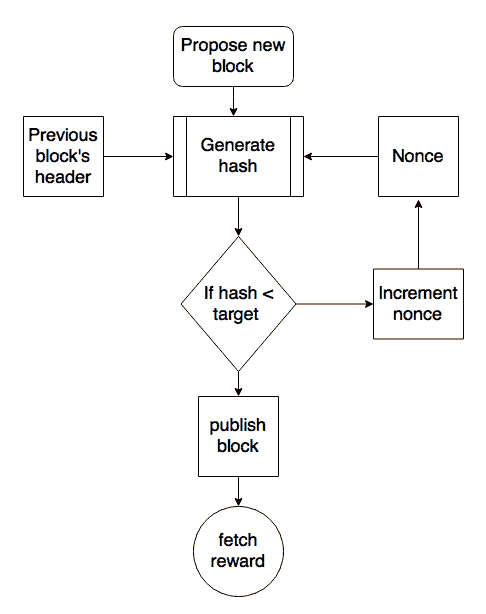 Propose new
block
Previous
block's
header
Generate
hash
Nonce
If hash <
target
Increment
nonce
publish
block
fetch
reward